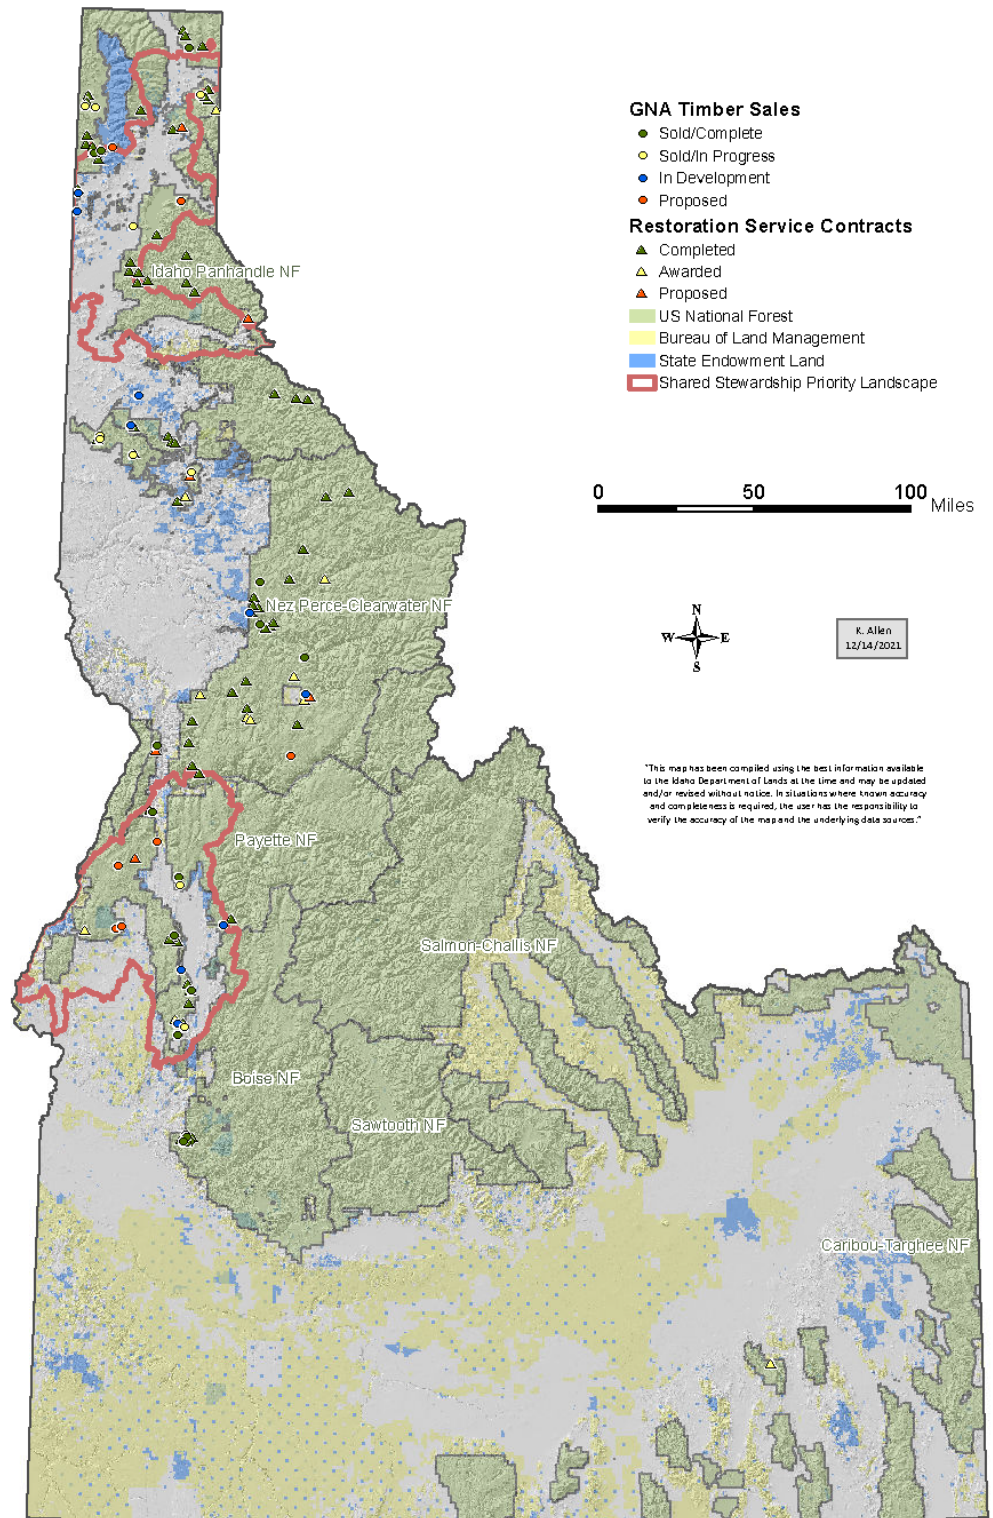 GNA Timber Sales
Sold/Complete
Sold/In Progress
In Development
Proposed
Restoration Service Contracts
Completed
Awarded
Proposed
US National Forest
Bureau of Land Management
State Endowment Land
Shared Stewardship Priority Landscape
Idaho Panhandle NF
0 50 100 Miles
Nez Perce-Clearwater NF
N
W E
S
K. Allen
12/14/2021
"This map has been compiled using the best information available
to the Idaho Department of Lands at the time and may be updated
and/or revised without notice. In situations where known accuracy
and completeness is required, the user has the responsibility to
verify the accuracy of the map and the underlying data sources."
Payette NF
Salmon-Challis NF
Boise NF
Sawtooth NF
Caribou-Targhee NF